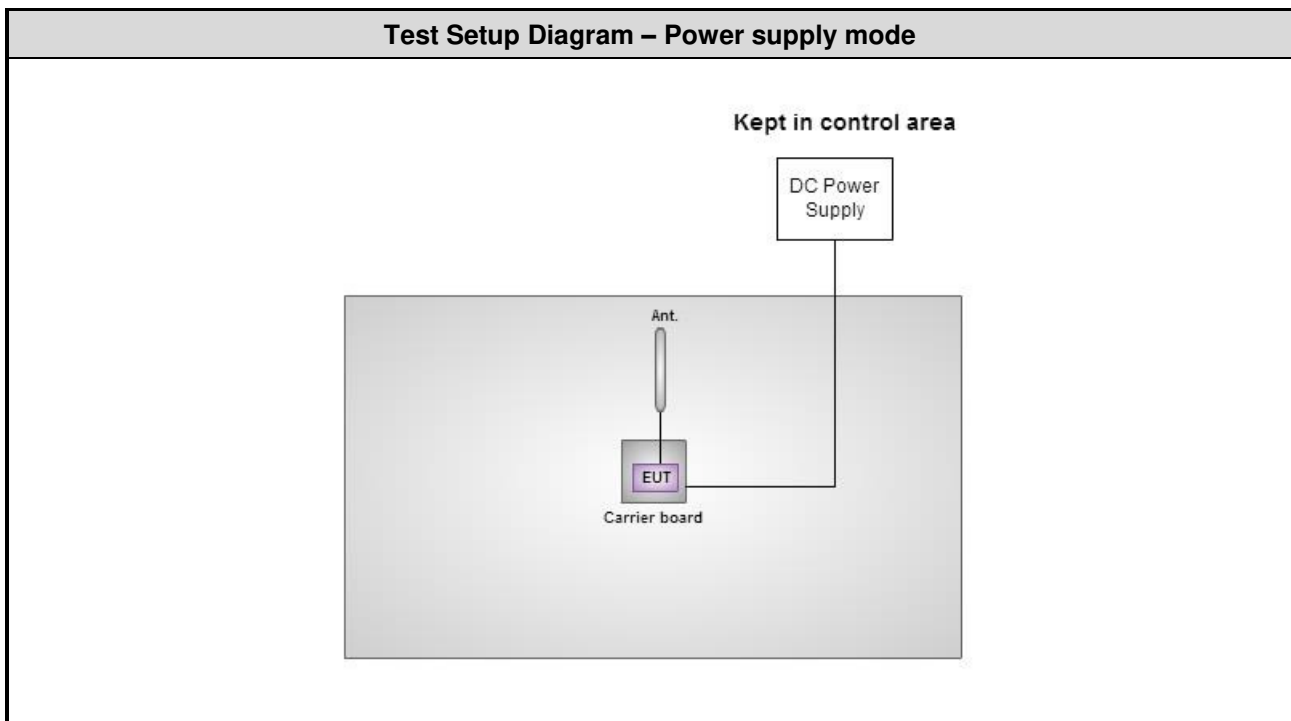 Test Setup Diagram – Power supply mode
Kept in control area
DC Power
Supply
Ant.
EUT
Carrier board